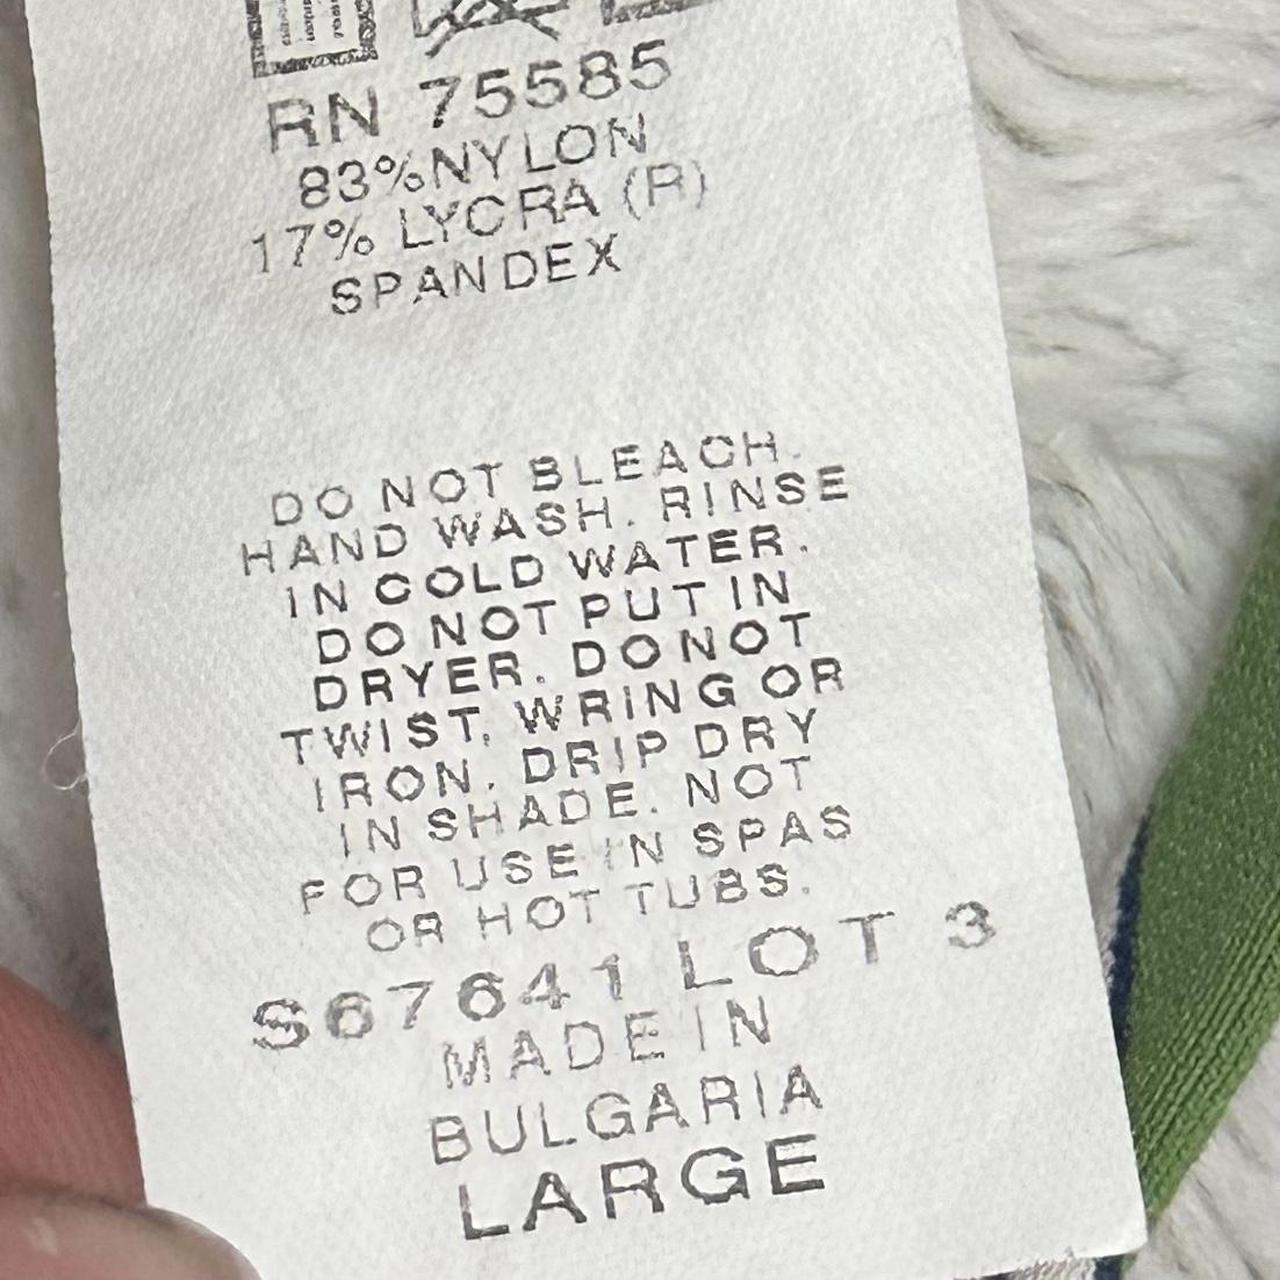 RN 75585
83%NYLON
17% LYCRA (R)
SPANDEX
DO NOT BLEACH.
HAND WASH. RINSE
IN COLD WATER.
DO NOT PUT IN
DRYER. DO NOT
TWIST, WRING OR
IRON. DRIP DRY
IN SHADE. NOT
FOR USE IN SPAS
OR HOT TUBS.
S67641 LOT 3
MADE IN
BULGARIA
LARGE